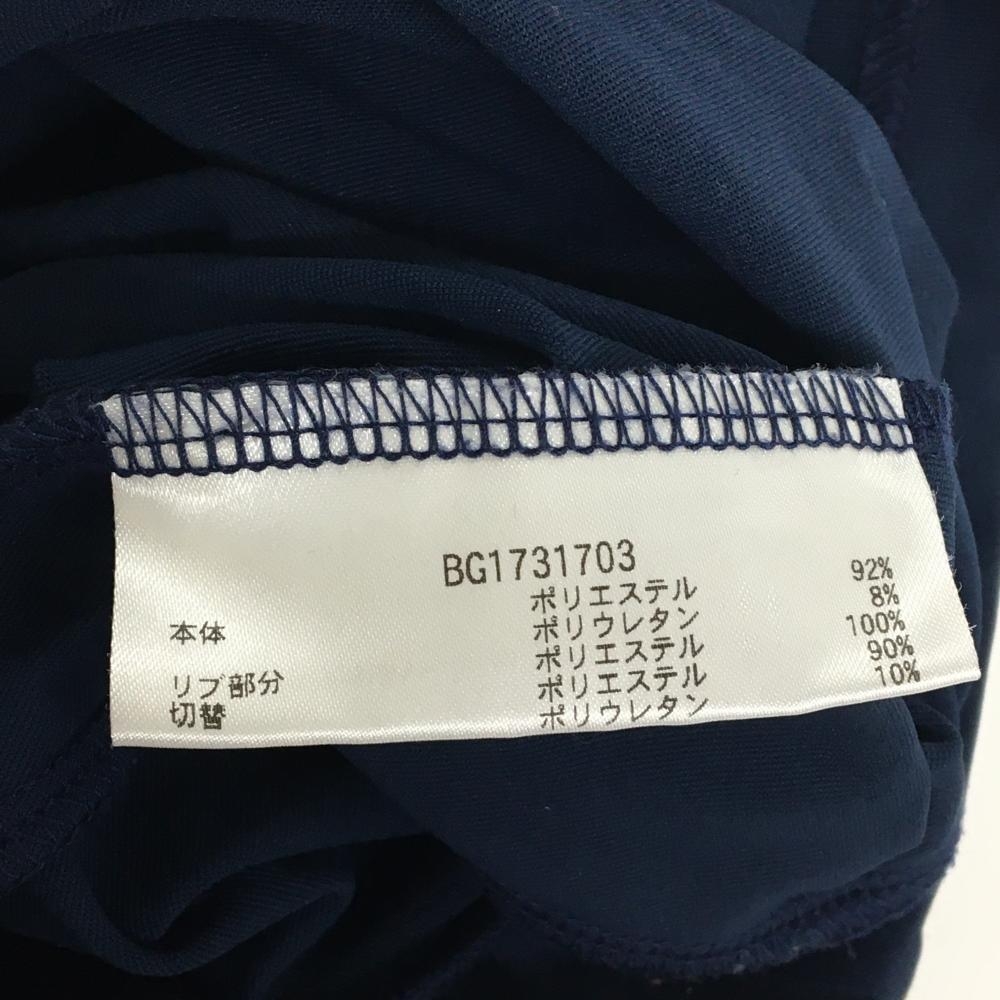 BG1731703
本体 ポリエステル 92%
ポリウレタン 8%
リブ部分 ポリエステル 100%
切替 ポリエステル 90%
ポリウレタン 10%